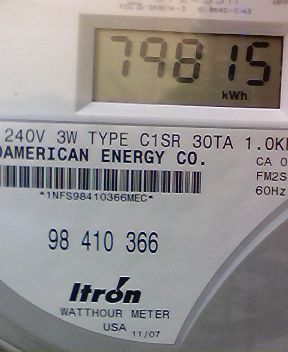 79815
kWh
240V 3W TYPE C1SR 30TA 1.0K
AMERICAN ENERGY CO.
CA 0
*1NFS98410366MEC*
FM2S
60Hz
98 410 366
Itrón
WATTHOUR METER
USA 11/07